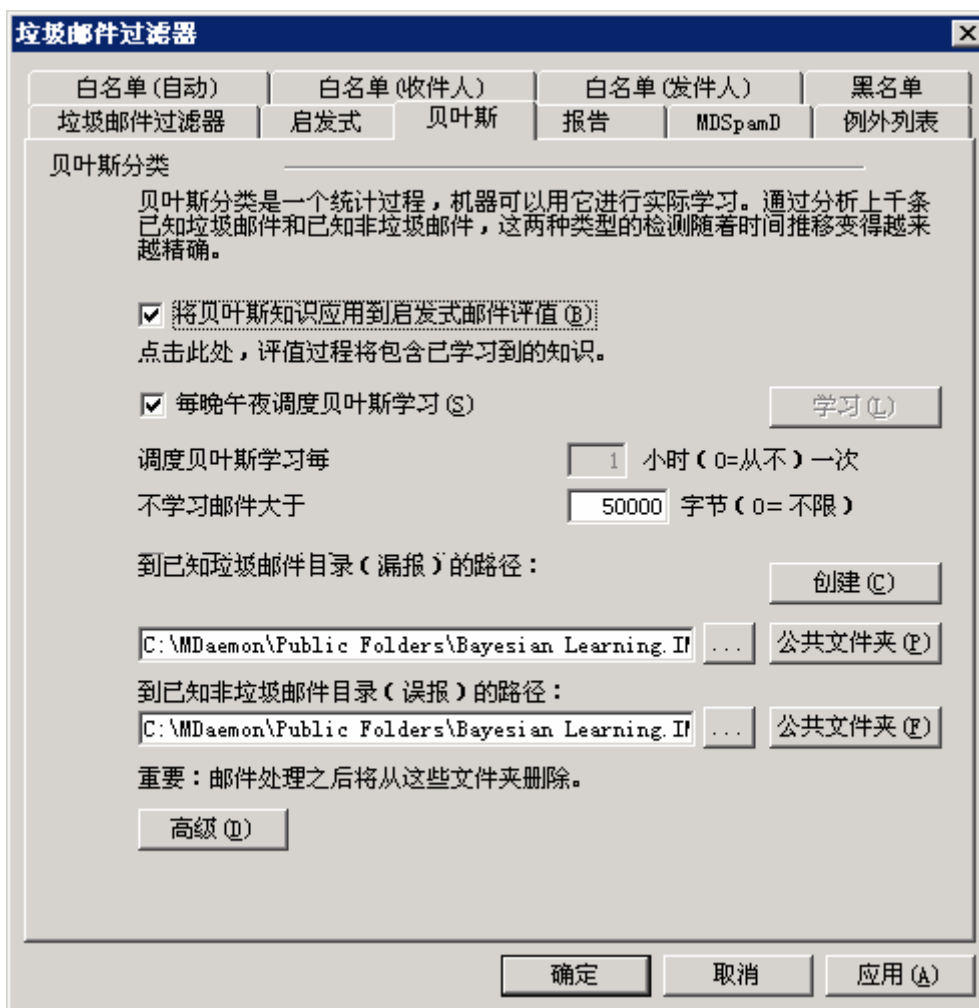 垃圾邮件过滤器
白名单(自动) 白名单(收件人) 白名单(发件人) 黑名单
垃圾邮件过滤器 启发式 贝叶斯 报告 MDSpamD 例外列表
贝叶斯分类
贝叶斯分类是一个统计过程，机器可以用它进行实际学习。通过分析上千条
已知垃圾邮件和已知非垃圾邮件，这两种类型的检测随着时间推移变得越来
越精确。
将贝叶斯知识应用到启发式邮件评值(B)
点击此处，评值过程将包含已学习到的知识。
每晚午夜调度贝叶斯学习(S) 学习(L)
调度贝叶斯学习每 1 小时(0=从不)一次
不学习邮件大于 50000 字节(0=不限)
到已知垃圾邮件目录(漏报)的路径：
创建(C)
C:\MDaemon\Public Folders\Bayesian Learning.IM ... 公共文件夹(P)
到已知非垃圾邮件目录(误报)的路径：
C:\MDaemon\Public Folders\Bayesian Learning.IM ... 公共文件夹(F)
重要：邮件处理之后将从这些文件夹删除。
高级(D)
确定 取消 应用(A)